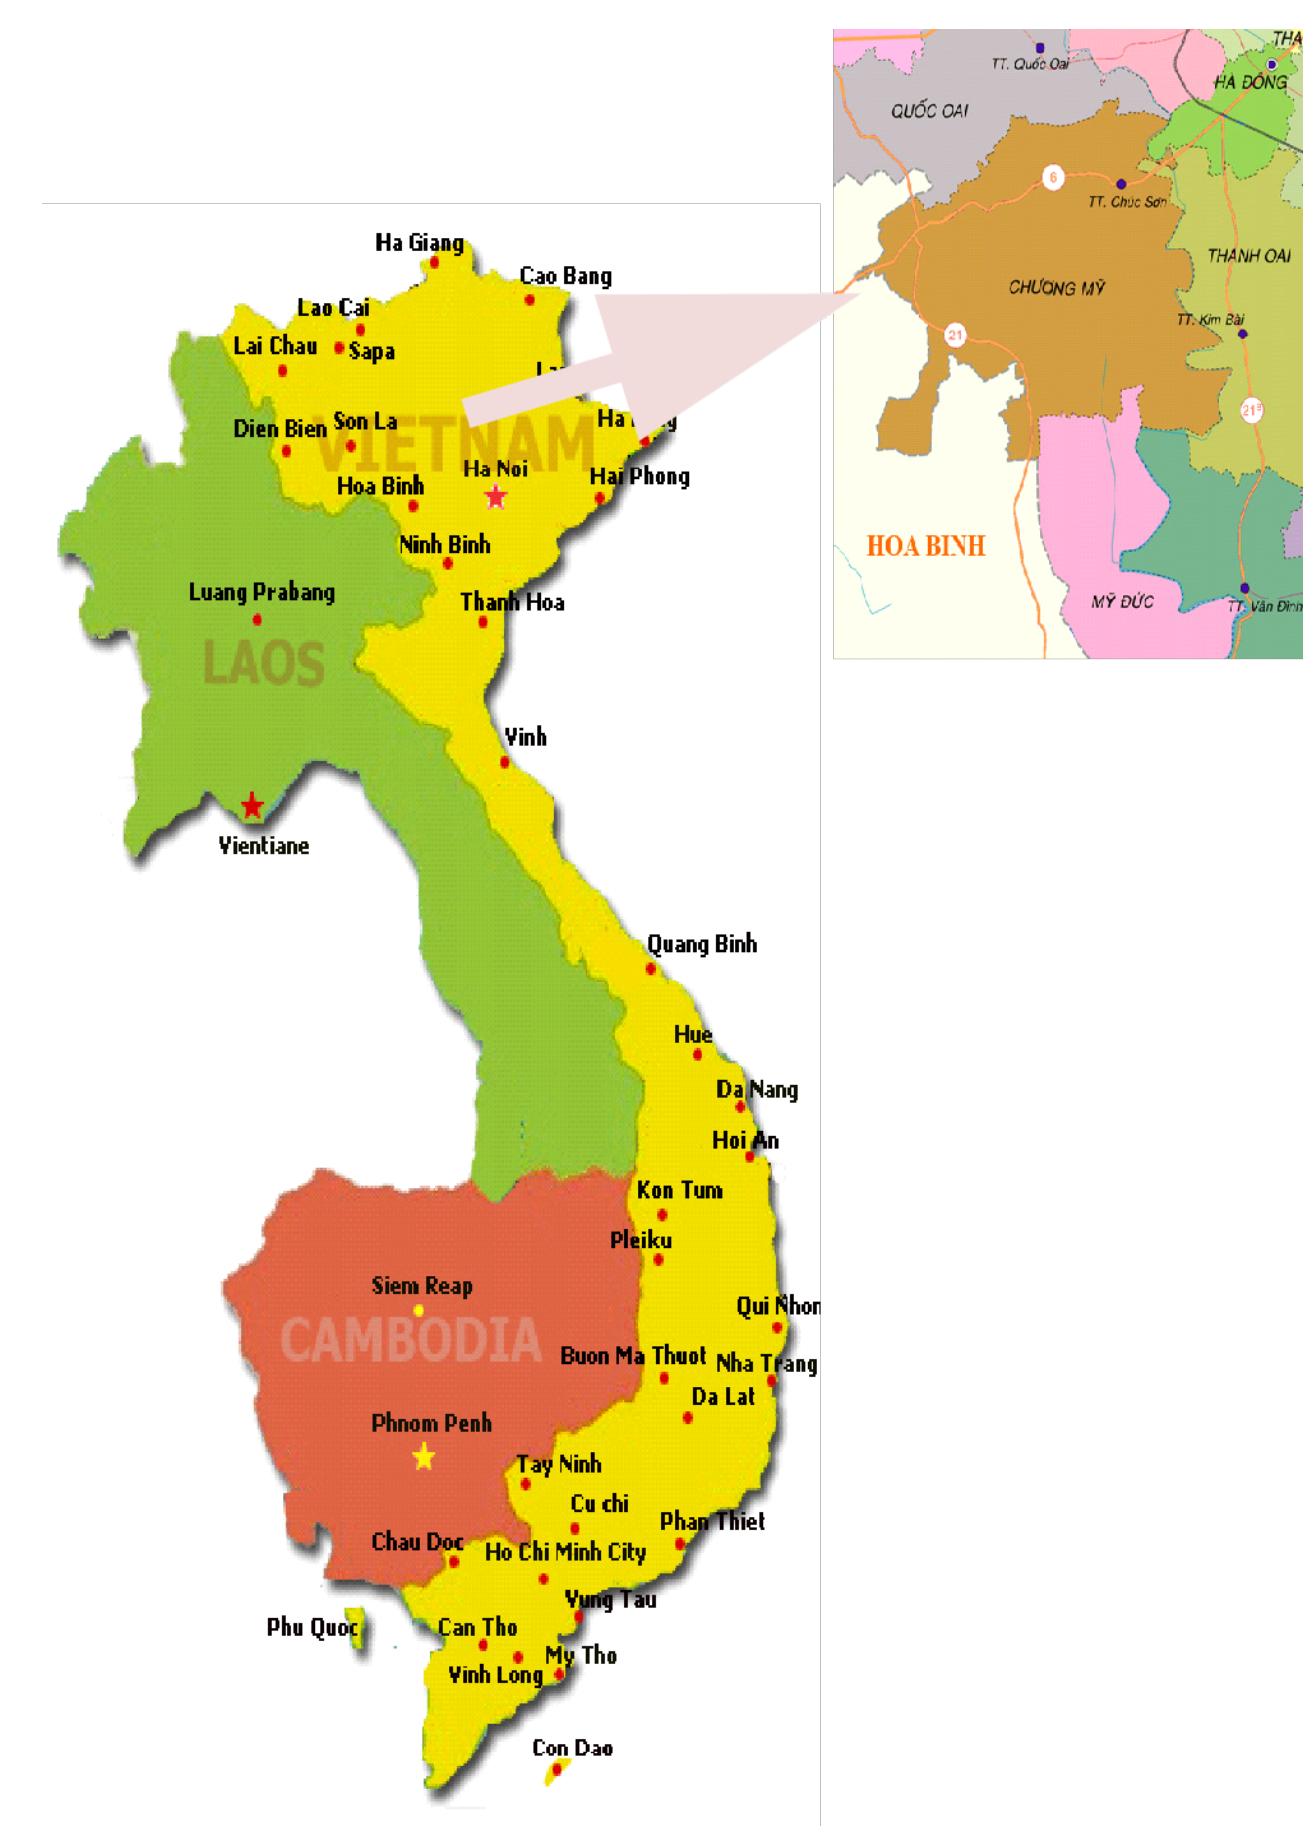 THA
TT. Quốc Oai
HÀ ĐÔNG
QUỐC OAI
6
TT. Chúc Sơn
THANH OAI
CHƯƠNG MỸ
TT. Kim Bài
21
21B
HOA BINH
MỸ ĐỨC
TT. Vân Đình
Ha Giang
Cao Bang
Lao Cai
Lai Chau
Sapa
La
Ha
g
Son La
Dien Bien
VIETNAM
Ha Noi
Hai Phong
Hoa Binh
Ninh Binh
Luang Prabang
Thanh Hoa
LAOS
Vinh
Vientiane
Quang Binh
Hue
Da Nang
Hoi An
Kon Tum
Pleiku
Siem Reap
Qui Nhon
CAMBODIA
Buon Ma Thuot
Nha Trang
Da Lat
Phnom Penh
Tay Ninh
Cu chi
Phan Thiet
Chau Doc
Ho Chi Minh City
Vung Tau
Phu Quoc
Can Tho
My Tho
Vinh Long
Con Dao